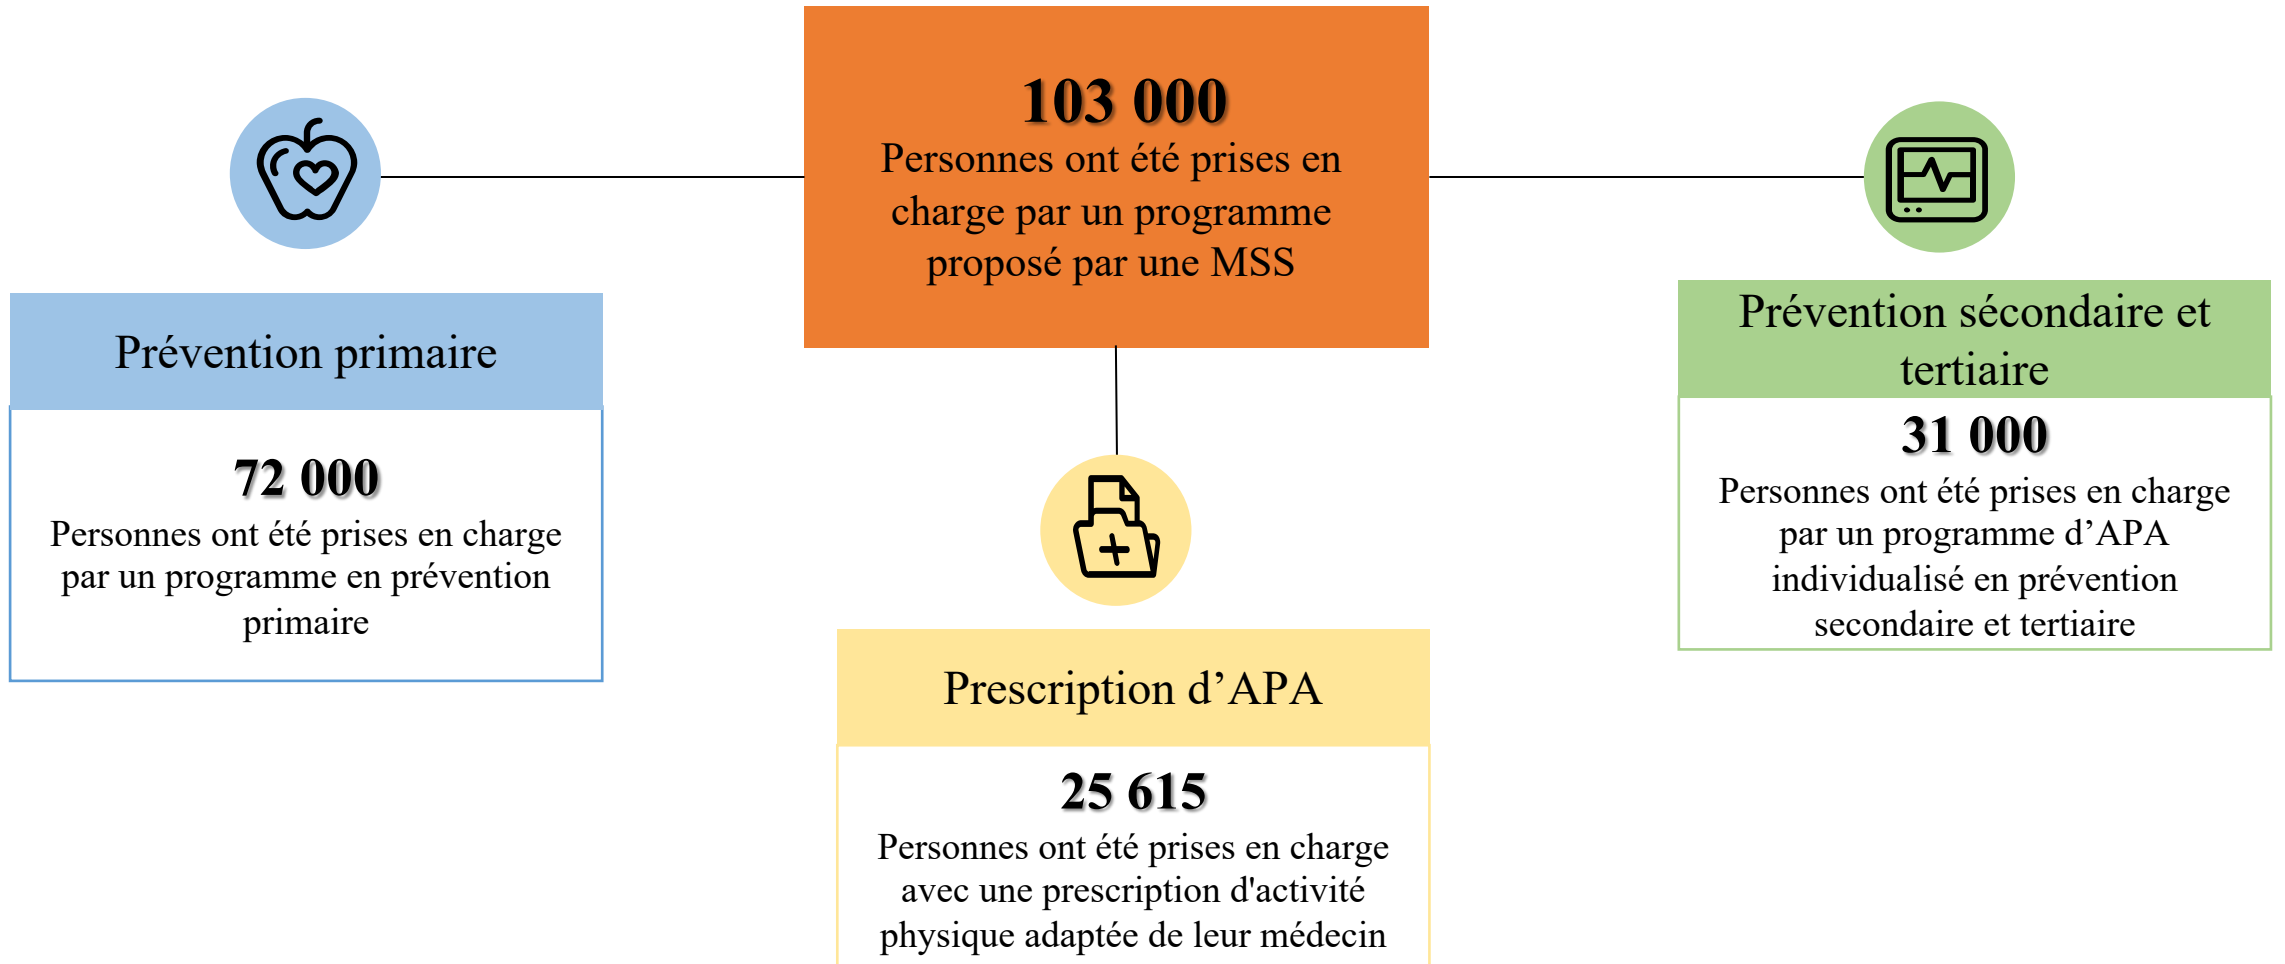 103 000
Personnes ont été prises en
charge par un programme
proposé par une MSS
Prévention primaire
72 000
Personnes ont été prises en charge
par un programme en prévention
primaire
Prescription d’APA
25 615
Personnes ont été prises en charge
avec une prescription d'activité
physique adaptée de leur médecin
Prévention sécondaire et
tertiaire
31 000
Personnes ont été prises en charge
par un programme d’APA
individualisé en prévention
secondaire et tertiaire